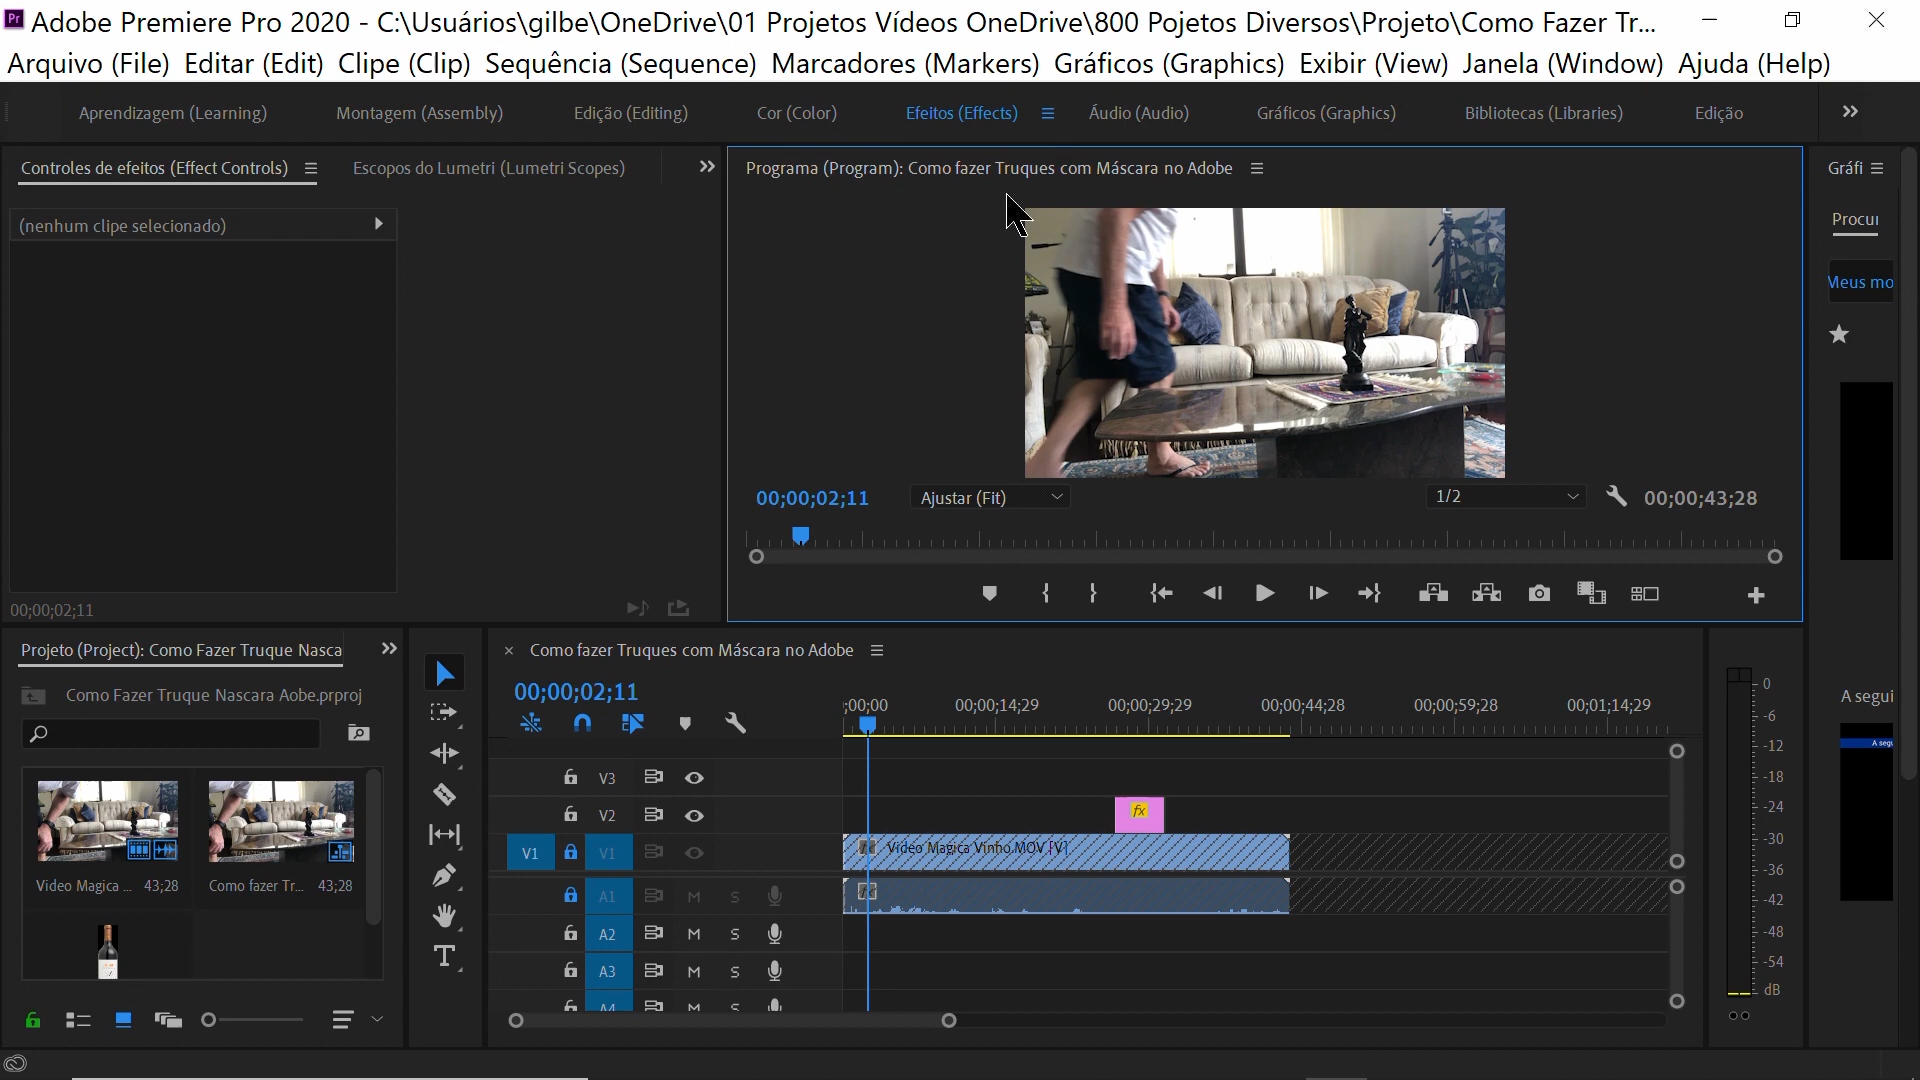 Pr Adobe Premiere Pro 2020 - C:\Usuários\gilbe\OneDrive\01 Projetos Vídeos OneDrive\800 Pojetos Diversos\Projeto\Como Fazer Tr...
Arquivo (File) Editar (Edit) Clipe (Clip) Sequência (Sequence) Marcadores (Markers) Gráficos (Graphics) Exibir (View) Janela (Window) Ajuda (Help)
Aprendizagem (Learning) Montagem (Assembly) Edição (Editing) Cor (Color) Efeitos (Effects) Áudio (Audio) Gráficos (Graphics) Bibliotecas (Libraries) Edição
Controles de efeitos (Effect Controls) Escopos do Lumetri (Lumetri Scopes) Programa (Program): Como fazer Truques com Máscara no Adobe Gráfi
(nenhum clipe selecionado) Procui
Meus mo
00;00;02;11 Ajustar (Fit) 1/2 00;00;43;28
00;00;02;11
Projeto (Project): Como Fazer Truque Nasca × Como fazer Truques com Máscara no Adobe
Como Fazer Truque Nascara Aobe.prproj 00;00;02;11 A segui
;00;00 00;00;14;29 00;00;29;29 00;00;44;28 00;00;59;28 00;01;14;29
0
-6
-12
-18
-24
-30
-36
-42
-48
-54
dB
V3
V2 fx
V1 V1 fx Video Magica Vinho.MOV [V]
Video Magica ... 43;28 Como fazer Tr... 43;28
A1 M S fx
A2 M S
A3 M S
A4 M S
T
A segu